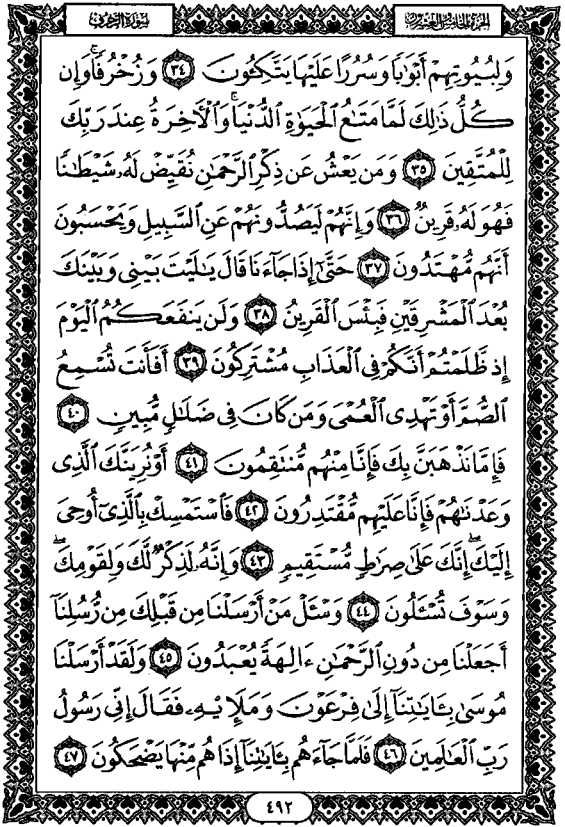 الجزء الخامس والعشرون
سورة الزخرف
وَلِبُيُوتِهِمْ أَبْوَٰبًا وَسُرُرًا عَلَيْهَا يَتَّكِـُٔونَ ٣٤ وَزُخْرُفًا ۚ وَإِن
كُلُّ ذَٰلِكَ لَمَّا مَتَٰعُ ٱلْحَيَوٰةِ ٱلدُّنْيَا ۚ وَٱلْءَاخِرَةُ عِندَ رَبِّكَ
لِلْمُتَّقِينَ ٣٥ وَمَن يَعْشُ عَن ذِكْرِ ٱلرَّحْمَٰنِ نُقَيِّضْ لَهُۥ شَيْطَٰنًا
فَهُوَ لَهُۥ قَرِينٌ ٣٦ وَإِنَّهُمْ لَيَصُدُّونَهُمْ عَنِ ٱلسَّبِيلِ وَيَحْسَبُونَ
أَنَّهُم مُّهْتَدُونَ ٣٧ حَتَّىٰٓ إِذَا جَآءَنَا قَالَ يَٰلَيْتَ بَيْنِى وَبَيْنَكَ
بُعْدَ ٱلْمَشْرِقَيْنِ فَبِئْسَ ٱلْقَرِينُ ٣٨ وَلَن يَنفَعَكُمُ ٱلْيَوْمَ
إِذ ظَّلَمْتُمْ أَنَّكُمْ فِى ٱلْعَذَابِ مُشْتَرِكُونَ ٣٩ أَفَأَنتَ تُسْمِعُ
ٱلصُّمَّ أَوْ تَهْدِى ٱلْعُمْىَ وَمَن كَانَ فِى ضَلَٰلٍ مُّبِينٍ ٤٠
فَإِمَّا نَذْهَبَنَّ بِكَ فَإِنَّا مِنْهُم مُّنتَقِمُونَ ٤١ أَوْ نُرِيَنَّكَ ٱلَّذِى
وَعَدْنَٰهُمْ فَإِنَّا عَلَيْهِم مُّقْتَدِرُونَ ٤٢ فَٱسْتَمْسِكْ بِٱلَّذِىٓ أُوحِىَ
إِلَيْكَ ۖ إِنَّكَ عَلَىٰ صِرَٰطٍ مُّسْتَقِيمٍ ٤٣ وَإِنَّهُۥ لَذِكْرٌ لَّكَ وَلِقَوْمِكَ ۖ
وَسَوْفَ تُسْـَٔلُونَ ٤٤ وَسْـَٔلْ مَنْ أَرْسَلْنَا مِن قَبْلِكَ مِن رُّسُلِنَآ
أَجَعَلْنَا مِن دُونِ ٱلرَّحْمَٰنِ ءَالِهَةً يُعْبَدُونَ ٤٥ وَلَقَدْ أَرْسَلْنَا
مُوسَىٰ بِـَٔايَٰتِنَآ إِلَىٰ فِرْعَوْنَ وَمَلَإِي۟هِۦ فَقَالَ إِنِّى رَسُولُ
رَبِّ ٱلْعَٰلَمِينَ ٤٦ فَلَمَّا جَآءَهُم بِـَٔايَٰتِنَآ إِذَا هُم مِّنْهَا يَضْحَكُونَ ٤٧
٤٩٢